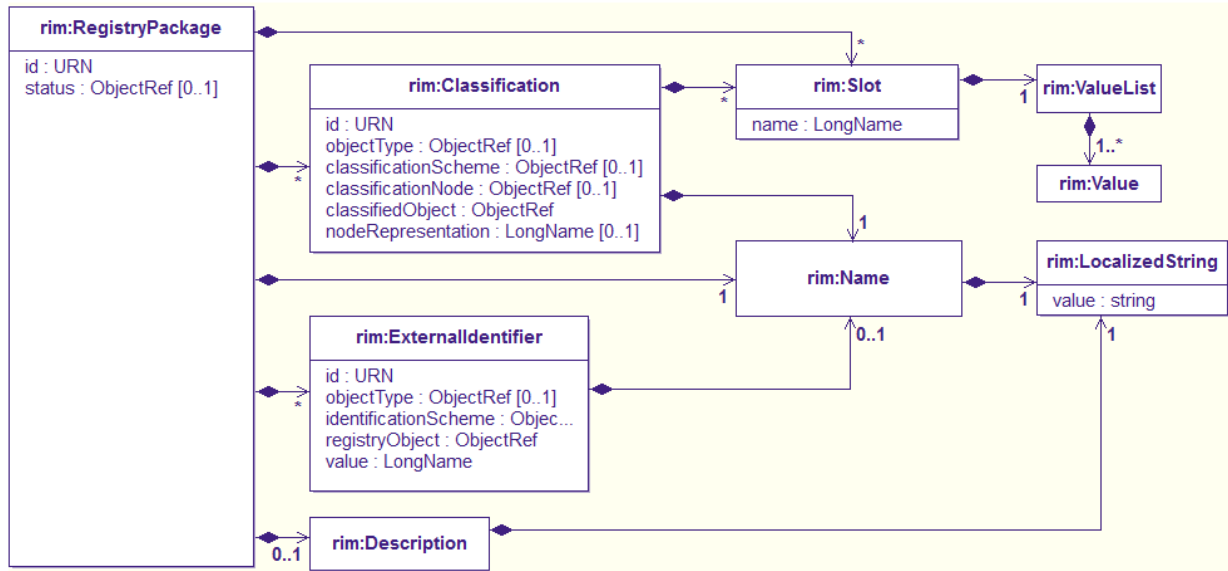 rim:RegistryPackage
id : URN
status : ObjectRef [0..1]
*
*
1
*
0..1
rim:Classification
id : URN
objectType : ObjectRef [0..1]
classificationScheme : ObjectRef [0..1]
classificationNode : ObjectRef [0..1]
classifiedObject : ObjectRef
nodeRepresentation : LongName [0..1]
*
1
rim:Slot
name : LongName
1
rim:ValueList
1..*
rim:Value
rim:Name
1
rim:LocalizedString
value : string
1
rim:ExternalIdentifier
id : URN
objectType : ObjectRef [0..1]
identificationScheme : Objec...
registryObject : ObjectRef
value : LongName
0..1
rim:Description